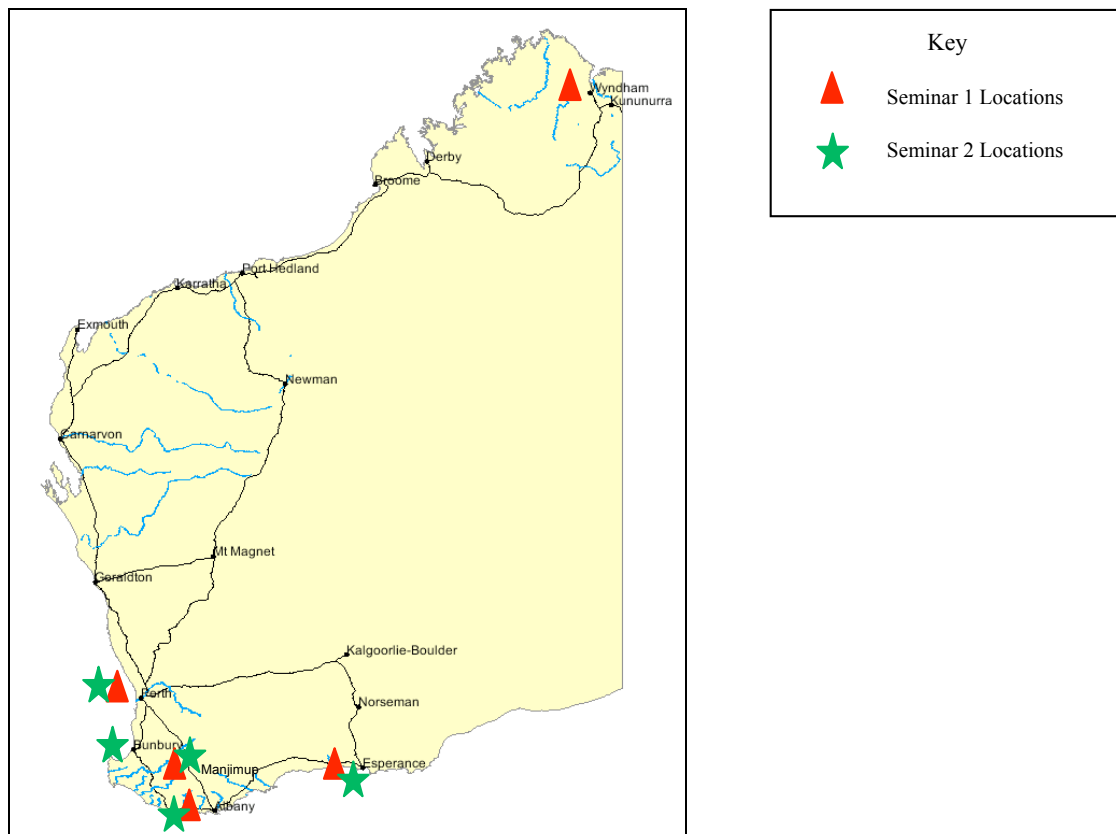 Key
Seminar 1 Locations
Seminar 2 Locations
Wyndham
Kununurra
Derby
Broome
Port Hedland
Karratha
Exmouth
Newman
Carnarvon
Mt Magnet
Geraldton
Kalgoorlie-Boulder
Perth
Norseman
Bunbury
Manjimup
Esperance
Albany